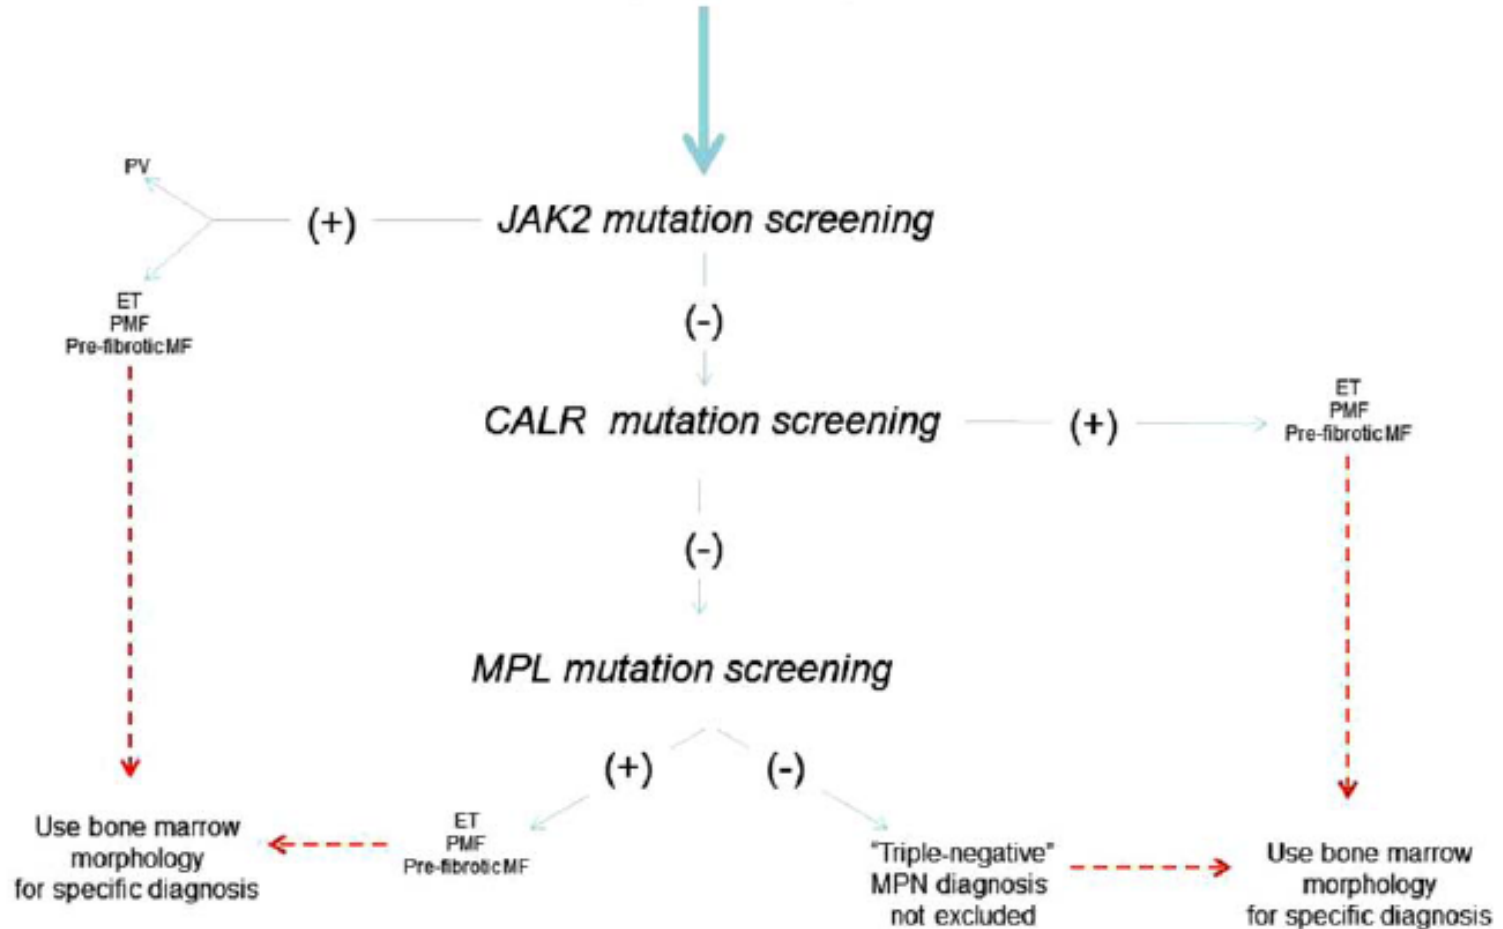 PV
(+)
JAK2 mutation screening
ET
PMF
Pre-fibrotic MF
(-)
CALR mutation screening
(+)
ET
PMF
Pre-fibrotic MF
(-)
MPL mutation screening
(+)
(-)
Use bone marrow
morphology
for specific diagnosis
ET
PMF
Pre-fibrotic MF
"Triple-negative"
MPN diagnosis
not excluded
Use bone marrow
morphology
for specific diagnosis